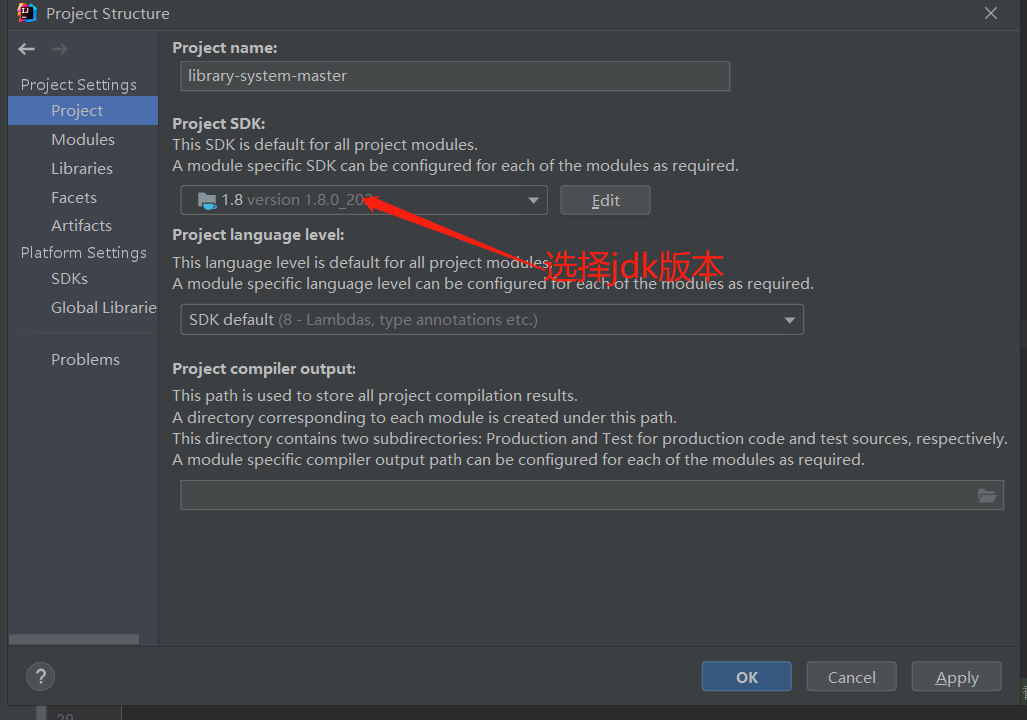 Project Structure
Project Settings
Project
Modules
Libraries
Facets
Artifacts
Platform Settings
SDKs
Global Librarie
Problems
Project name:
library-system-master
Project SDK:
This SDK is default for all project modules.
A module specific SDK can be configured for each of the modules as required.
1.8 version
Edit
选择jdk版本
Project language level:
This language level is default for all project modules.
A module specific language level can be configured for each of the modules as required.
SDK default (8 - Lambdas, type annotations etc.)
Project compiler output:
This path is used to store all project compilation results.
A directory corresponding to each module is created under this path.
This directory contains two subdirectories: Production and Test for production code and test sources, respectively.
A module specific compiler output path can be configured for each of the modules as required.
?
OK
Cancel
Apply